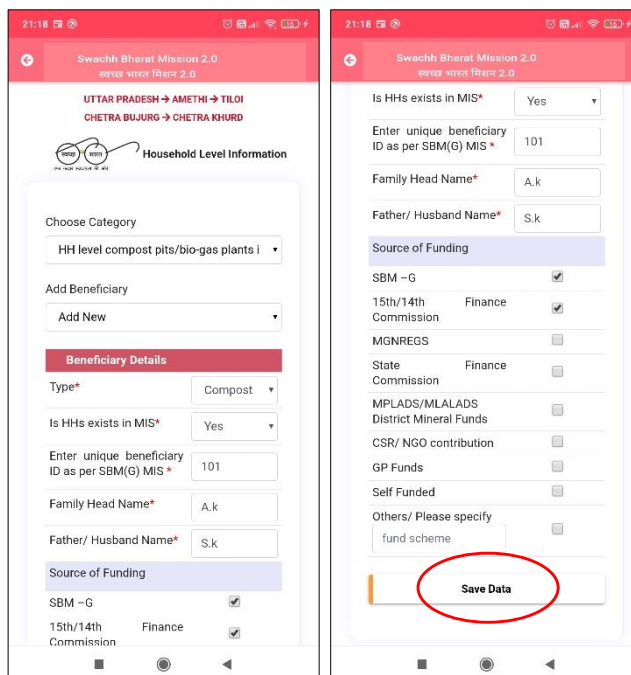 21:18
16
Swachh Bharat Mission 2.0
स्वच्छ भारत मिशन 2.0
UTTAR PRADESH → AMETHI → TILOI
CHETRA BUJURG → CHETRA KHURD
स्वच्छ भारत
एक कदम स्वच्छता की ओर
Household Level Information
Choose Category
HH level compost pits/bio-gas plants i
Add Beneficiary
Add New
Beneficiary Details
Type* Compost
Is HHs exists in MIS* Yes
Enter unique beneficiary
ID as per SBM(G) MIS * 101
Family Head Name* A.k
Father/ Husband Name* S.k
Source of Funding
SBM –G
15th/14th Finance
Commission
21:18
16
Swachh Bharat Mission 2.0
स्वच्छ भारत मिशन 2.0
Is HHs exists in MIS* Yes
Enter unique beneficiary
ID as per SBM(G) MIS * 101
Family Head Name* A.k
Father/ Husband Name* S.k
Source of Funding
SBM –G
15th/14th Finance
Commission
MGNREGS
State Finance
Commission
MPLADS/MLALADS
District Mineral Funds
CSR/ NGO contribution
GP Funds
Self Funded
Others/ Please specify
fund scheme
Save Data